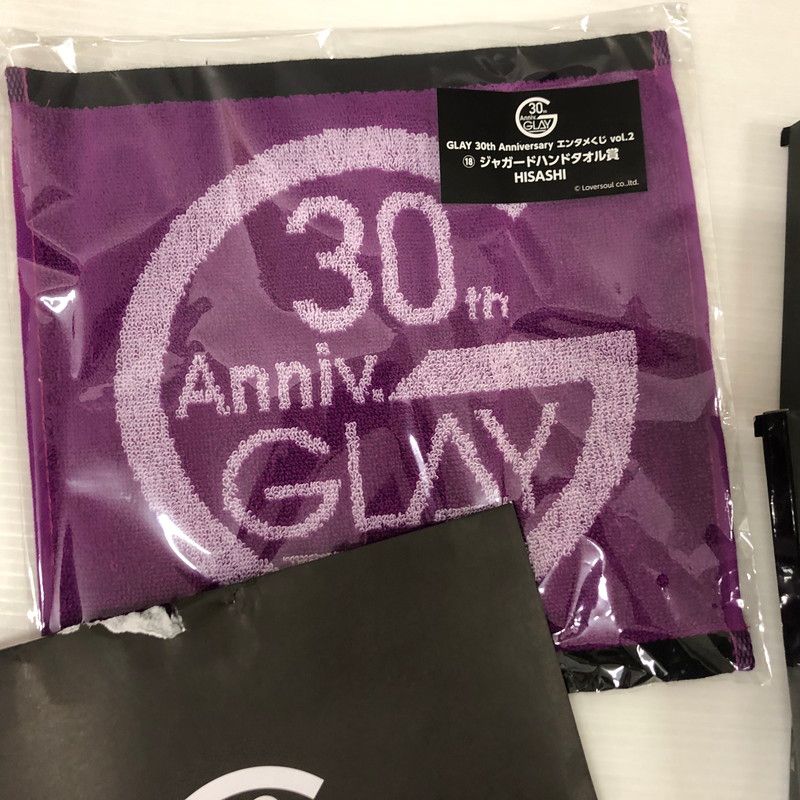 30th
Anniv.
GLAY
GLAY 30th Anniversary エンタメくじ vol.2
⑱ ジャガードハンドタオル賞
HISASHI
© Loversoul co.,ltd.
30th
Anniv.
GLAY